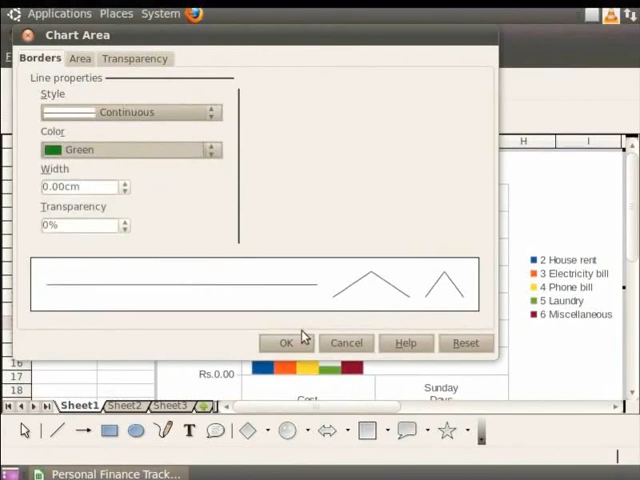 Applications Places System
Chart Area
Borders Area Transparency
Line properties
Style
Continuous
Color
Green
Width
0.00cm
Transparency
0%
OK Cancel Help Reset
H I
2 House rent
3 Electricity bill
4 Phone bill
5 Laundry
6 Miscellaneous
16
17
18
Rs.0.00
Sunday
Cost
Days
Sheet1 Sheet2 Sheet3
T
Personal Finance Track...